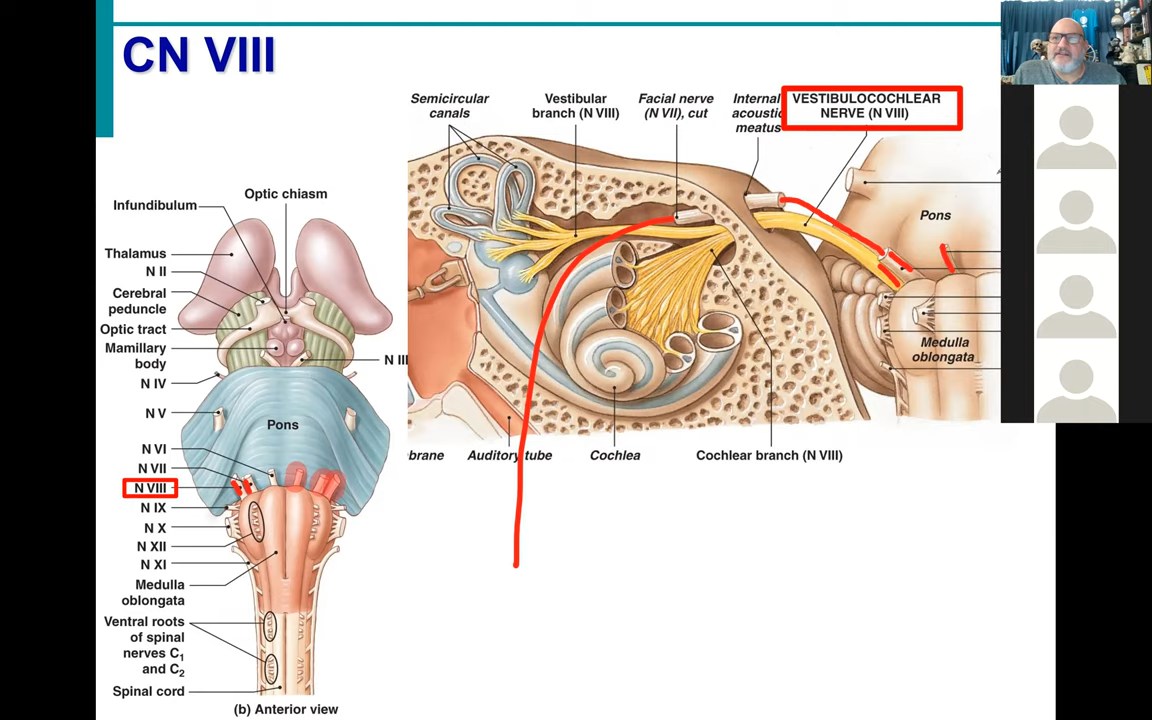 CN VIII
Semicircular
canals
Vestibular
branch (N VIII)
Facial nerve
(N VII), cut
Internal
acoustic
meatus
VESTIBULOCOCHLEAR
NERVE (N VIII)
Pons
Medulla
oblongata
brane
Auditory tube
Cochlea
Cochlear branch (N VIII)
Optic chiasm
Infundibulum
Thalamus
N II
Cerebral
peduncle
Optic tract
Mamillary
body
N III
N IV
N V
Pons
N VI
N VII
N VIII
N IX
N X
N XII
N XI
Medulla
oblongata
Ventral roots
of spinal
nerves C1
and C2
Spinal cord
(b) Anterior view